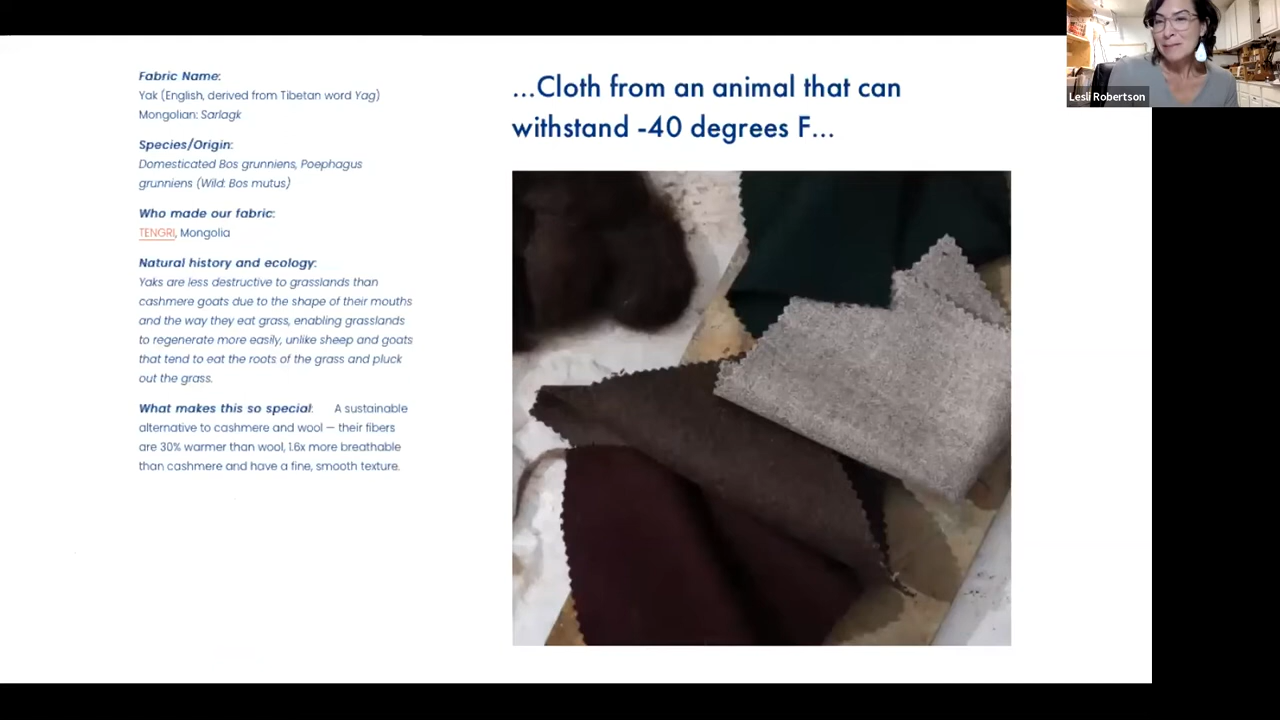 Fabric Name:
Yak (English, derived from Tibetan word Yag)
Mongolian: Sarlagk
Species/Origin:
Domesticated Bos grunniens, Poephagus
grunniens (Wild: Bos mutus)
Who made our fabric:
TENGRI, Mongolia
Natural history and ecology:
Yaks are less destructive to grasslands than
cashmere goats due to the shape of their mouths
and the way they eat grass, enabling grasslands
to regenerate more easily, unlike sheep and goats
that tend to eat the roots of the grass and pluck
out the grass.
What makes this so special: A sustainable
alternative to cashmere and wool — their fibers
are 30% warmer than wool, 1.6x more breathable
than cashmere and have a fine, smooth texture.
...Cloth from an animal that can
withstand -40 degrees F...
Lesli Robertson